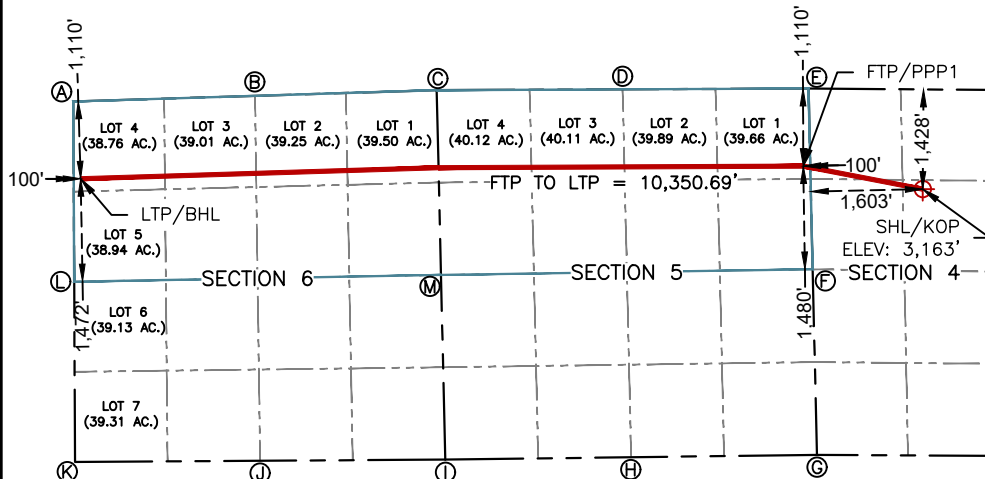 1,110'
1,110'
A
B
C
D
E
FTP/PPP1
LOT 4
(38.76 AC.)
LOT 3
(39.01 AC.)
LOT 2
(39.25 AC.)
LOT 1
(39.50 AC.)
LOT 4
(40.12 AC.)
LOT 3
(40.11 AC.)
LOT 2
(39.89 AC.)
LOT 1
(39.66 AC.)
1,428'
100'
100'
FTP TO LTP = 10,350.69'
1,603'
LTP/BHL
SHL/KOP
ELEV: 3,163'
LOT 5
(38.94 AC.)
L
SECTION 6
M
SECTION 5
F
SECTION 4
1,472'
1,480'
LOT 6
(39.13 AC.)
LOT 7
(39.31 AC.)
K
J
I
H
G